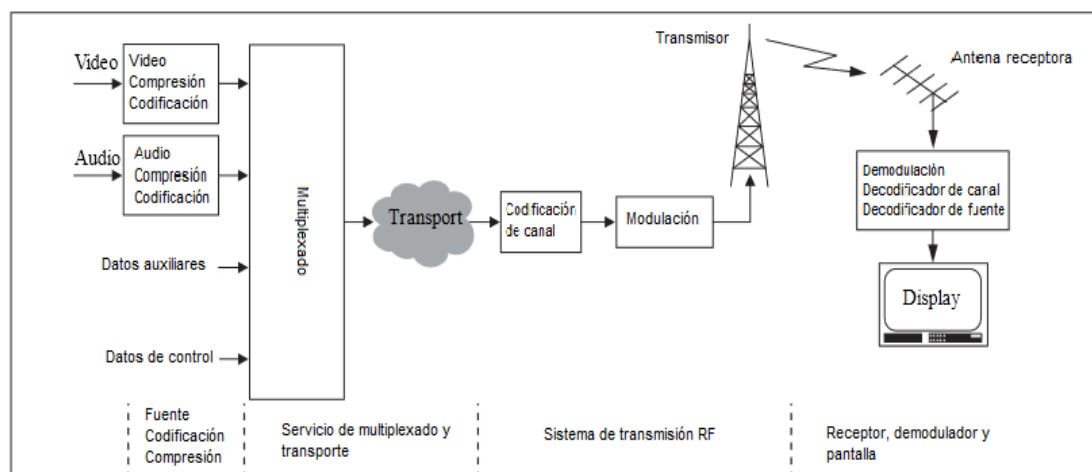 Video
Video
Compresión
Codificación
Audio
Audio
Compresión
Codificación
Datos auxiliares
Datos de control
Multiplexado
Transport
Codificación
de canal
Modulación
Transmisor
Antena receptora
Demodulación
Decodificador de canal
Decodificador de fuente
Display
Fuente
Codificación
Compresión
Servicio de multiplexado y
transporte
Sistema de transmisión RF
Receptor, demodulador y
pantalla